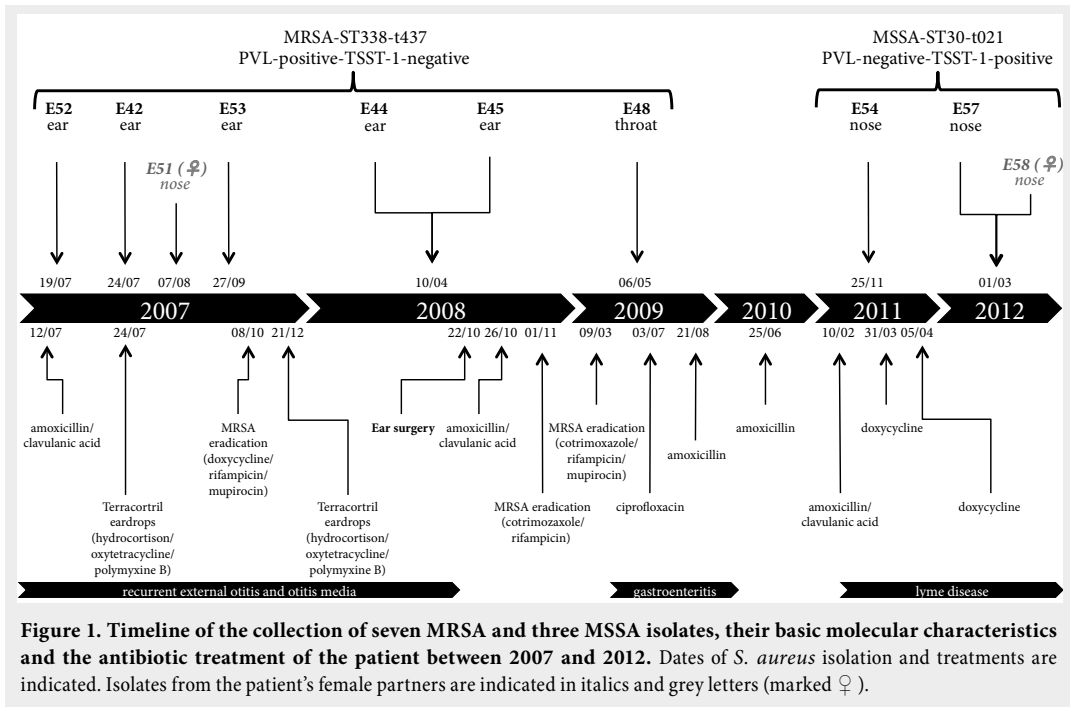 MRSA-ST338-t437
PVL-positive-TSST-1-negative
MSSA-ST30-t021
PVL-negative-TSST-1-positive
E52
ear
E42
ear
E53
ear
E44
ear
E45
ear
E48
throat
E54
nose
E57
nose
E51 (♀)
nose
E58 (♀)
nose
19/07 24/07 07/08 27/09 10/04 06/05 25/11 01/03
2007 2008 2009 2010 2011 2012
12/07 24/07 08/10 21/12 22/10 26/10 01/11 09/03 03/07 21/08 25/06 10/02 31/03 05/04
amoxicillin/
clavulanic acid
MRSA
eradication
(doxycycline/
rifampicin/
mupirocin)
Ear surgery
amoxicillin/
clavulanic acid
MRSA eradication
(cotrimoxazole/
rifampicin/
mupirocin)
amoxicillin
amoxicillin
doxycycline
Terracortril
eardrops
(hydrocortison/
oxytetracycline/
polymyxine B)
Terracortril
eardrops
(hydrocortison/
oxytetracycline/
polymyxine B)
MRSA eradication
(cotrimozaxole/
rifampicin)
ciprofloxacin
amoxicillin/
clavulanic acid
doxycycline
recurrent external otitis and otitis media
gastroenteritis
lyme disease
Figure 1. Timeline of the collection of seven MRSA and three MSSA isolates, their basic molecular characteristics
and the antibiotic treatment of the patient between 2007 and 2012. Dates of S. aureus isolation and treatments are
indicated. Isolates from the patient's female partners are indicated in italics and grey letters (marked ♀ ).